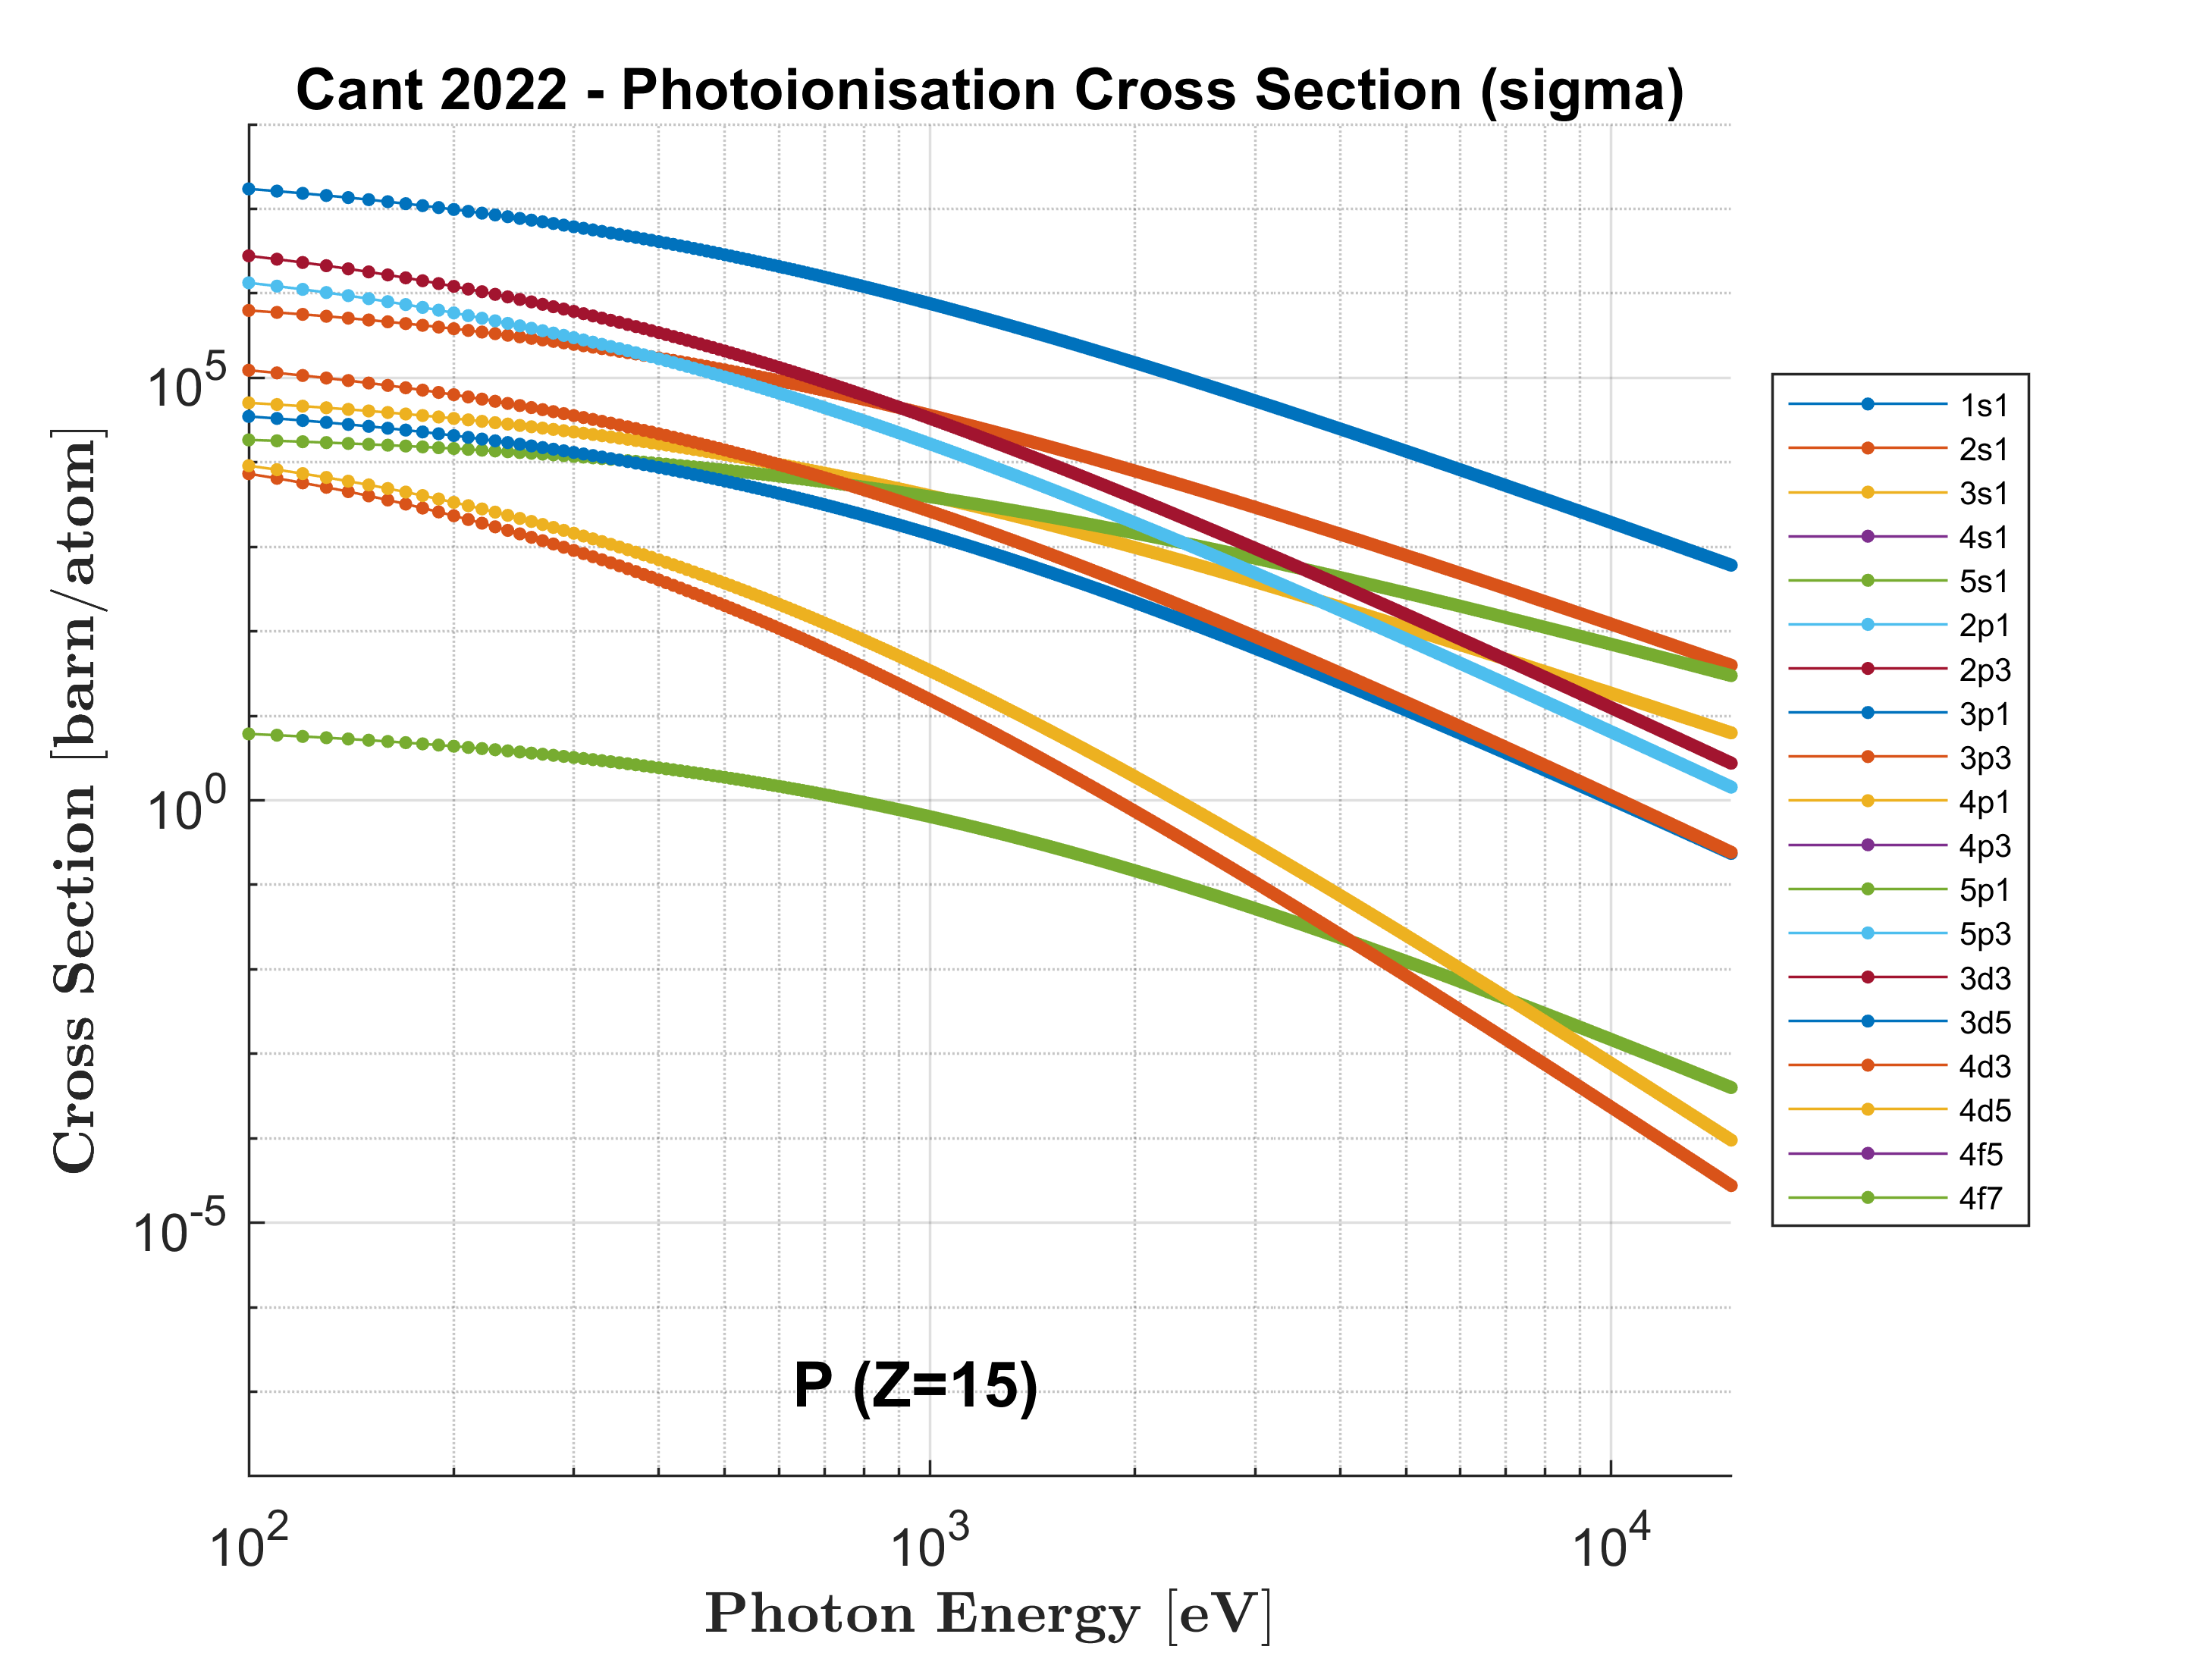 Cant 2022 - Photoionisation Cross Section (sigma)
Cross Section [barn/atom]
10^5
10^0
10^-5
P (Z=15)
10^2
10^3
10^4
Photon Energy [eV]
1s1
2s1
3s1
4s1
5s1
2p1
2p3
3p1
3p3
4p1
4p3
5p1
5p3
3d3
3d5
4d3
4d5
4f5
4f7